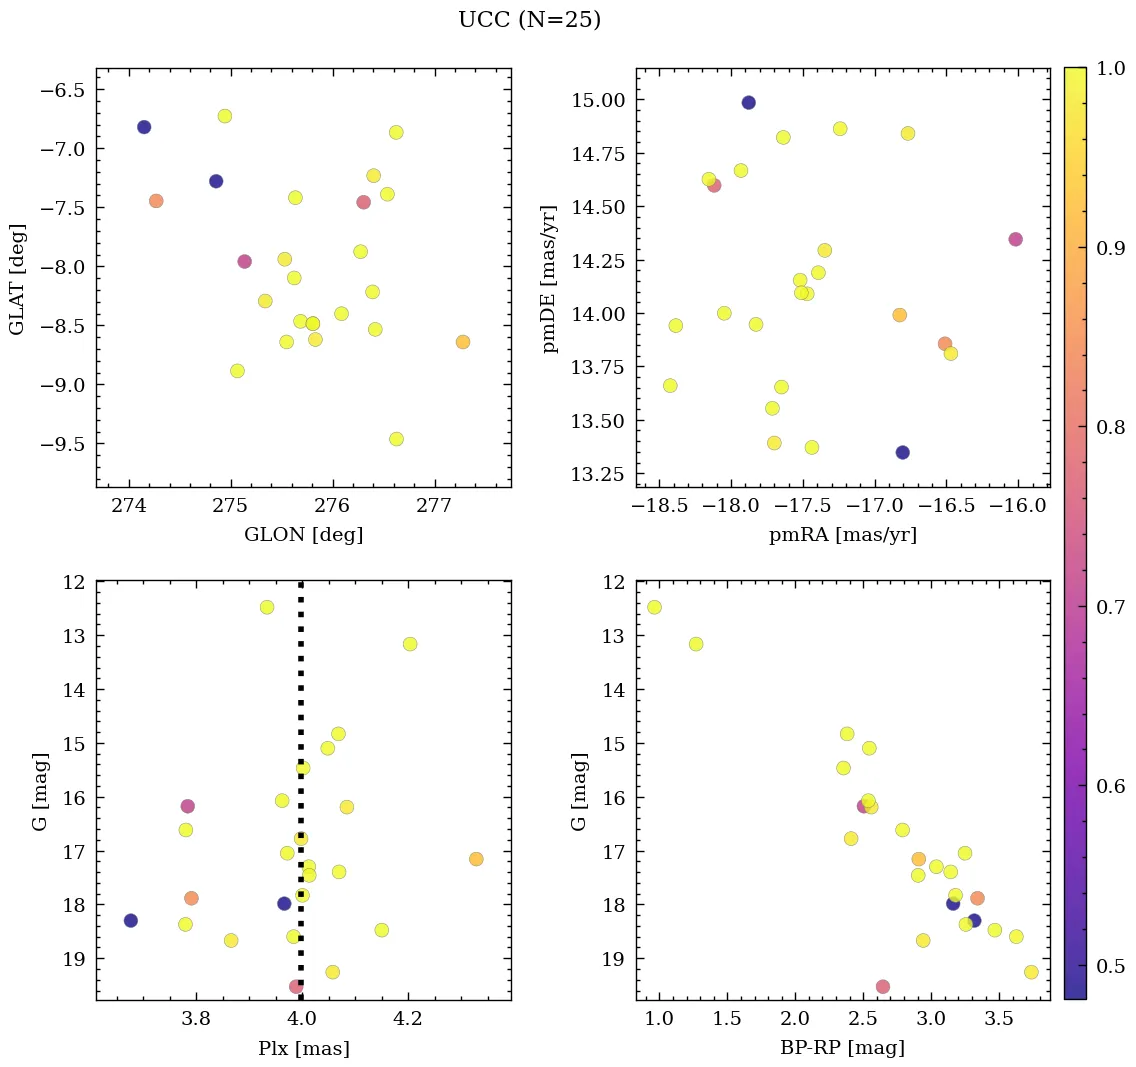 UCC (N=25)
−6.5
−7.0
−7.5
−8.0
−8.5
−9.0
−9.5
GLAT [deg]
274 275 276 277
GLON [deg]
15.00
14.75
14.50
14.25
14.00
13.75
13.50
13.25
pmDE [mas/yr]
−18.5 −18.0 −17.5 −17.0 −16.5 −16.0
pmRA [mas/yr]
12
13
14
15
16
17
18
19
G [mag]
3.8 4.0 4.2
Plx [mas]
12
13
14
15
16
17
18
19
G [mag]
1.0 1.5 2.0 2.5 3.0 3.5
BP-RP [mag]
1.0
0.9
0.8
0.7
0.6
0.5